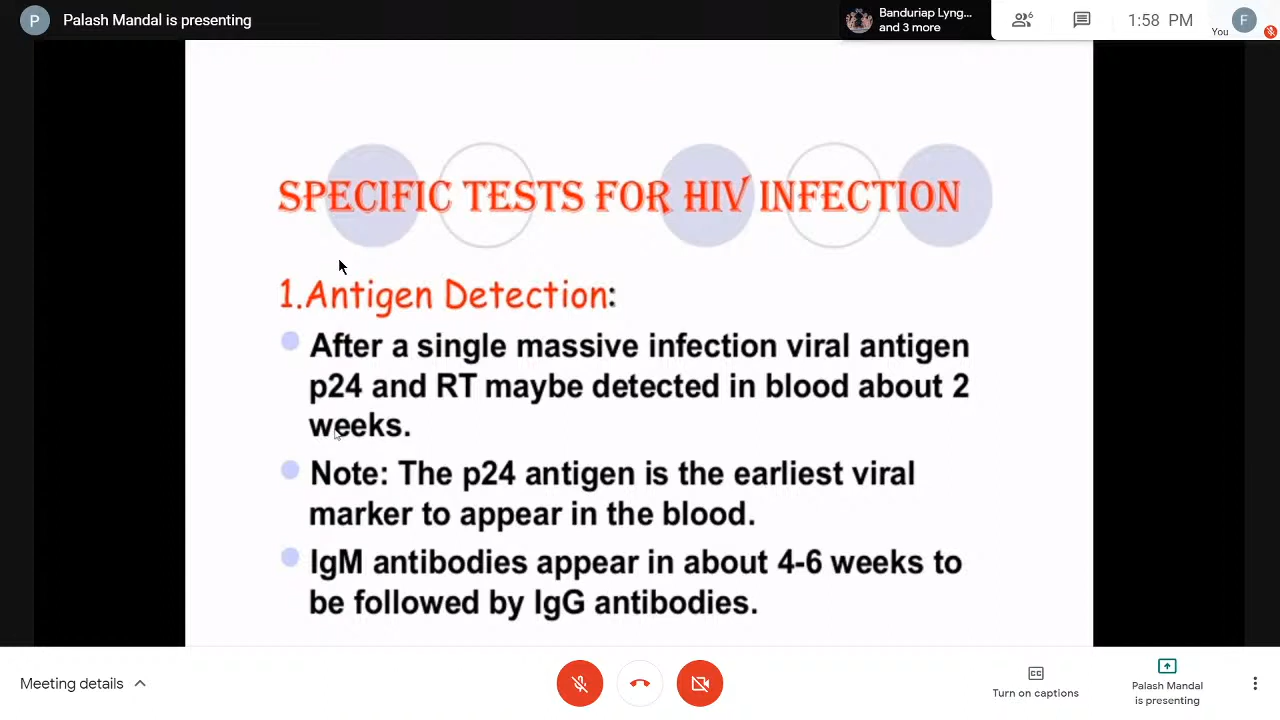 P Palash Mandal is presenting
Banduriap Lyng...
and 3 more
6
1:58 PM
You
F
SPECIFIC TESTS FOR HIV INFECTION
1.Antigen Detection:
After a single massive infection viral antigen
p24 and RT maybe detected in blood about 2
weeks.
Note: The p24 antigen is the earliest viral
marker to appear in the blood.
IgM antibodies appear in about 4-6 weeks to
be followed by IgG antibodies.
Meeting details
CC
Turn on captions
Palash Mandal
is presenting